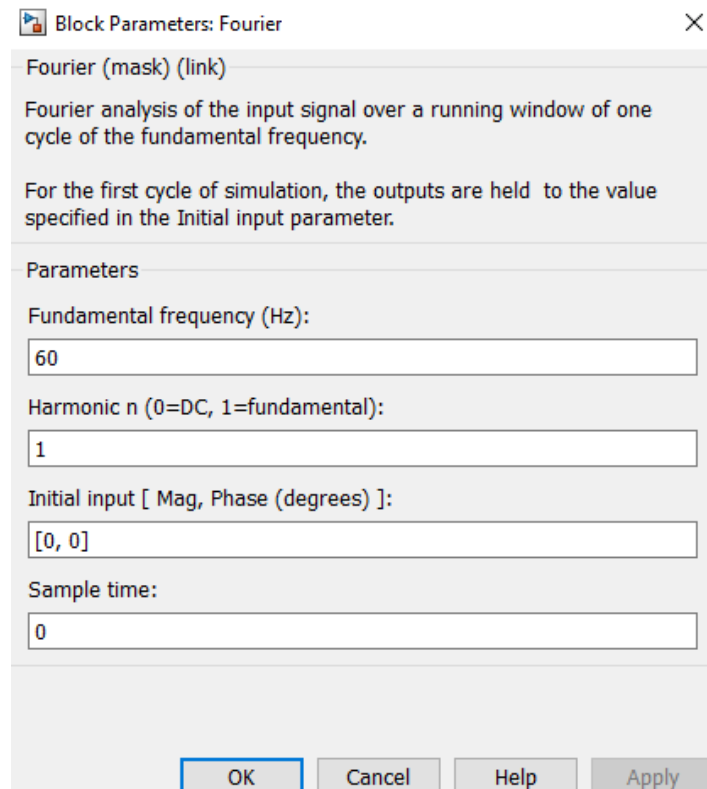 Block Parameters: Fourier
Fourier (mask) (link)
Fourier analysis of the input signal over a running window of one
cycle of the fundamental frequency.
For the first cycle of simulation, the outputs are held  to the value
specified in the Initial input parameter.
Parameters
Fundamental frequency (Hz):
60
Harmonic n (0=DC, 1=fundamental):
1
Initial input [ Mag, Phase (degrees) ]:
[0, 0]
Sample time:
0
OK Cancel Help Apply